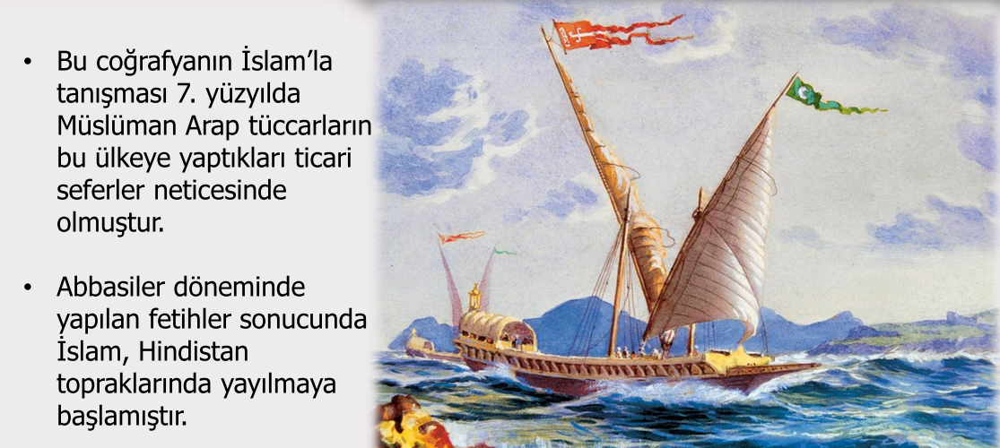 • Bu coğrafyanın İslam’la
tanışması 7. yüzyılda
Müslüman Arap tüccarların
bu ülkeye yaptıkları ticari
seferler neticesinde
olmuştur.
• Abbasiler döneminde
yapılan fetihler sonucunda
İslam, Hindistan
topraklarında yayılmaya
başlamıştır.